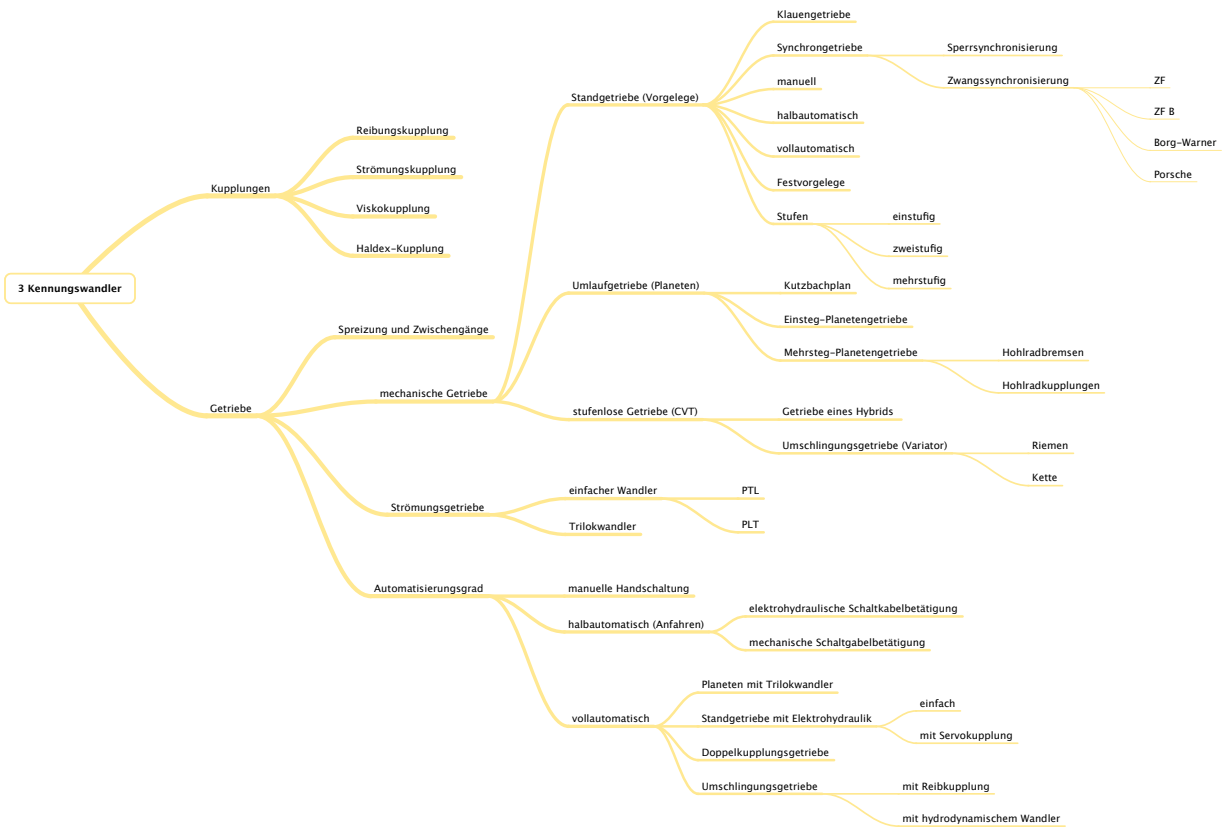 3 Kennungswandler
Kupplungen
Reibungskupplung
Strömungskupplung
Viskokupplung
Haldex-Kupplung
Getriebe
Spreizung und Zwischengänge
mechanische Getriebe
Standgetriebe (Vorgelege)
Klauengetriebe
Synchrongetriebe
Sperrsynchronisierung
Zwangssynchronisierung
ZF
ZF B
Borg-Warner
Porsche
manuell
halbautomatisch
vollautomatisch
Festvorgelege
Stufen
einstufig
zweistufig
mehrstufig
Umlaufgetriebe (Planeten)
Kutzbachplan
Einsteg-Planetengetriebe
Mehrsteg-Planetengetriebe
Hohlradbremsen
Hohlradkupplungen
stufenlose Getriebe (CVT)
Getriebe eines Hybrids
Umschlingungsgetriebe (Variator)
Riemen
Kette
Strömungsgetriebe
einfacher Wandler
PTL
PLT
Trilokwandler
Automatisierungsgrad
manuelle Handschaltung
halbautomatisch (Anfahren)
elektrohydraulische Schaltkabelbetätigung
mechanische Schaltgabelbetätigung
vollautomatisch
Planeten mit Trilokwandler
Standgetriebe mit Elektrohydraulik
einfach
mit Servokupplung
Doppelkupplungsgetriebe
Umschlingungsgetriebe
mit Reibkupplung
mit hydrodynamischem Wandler